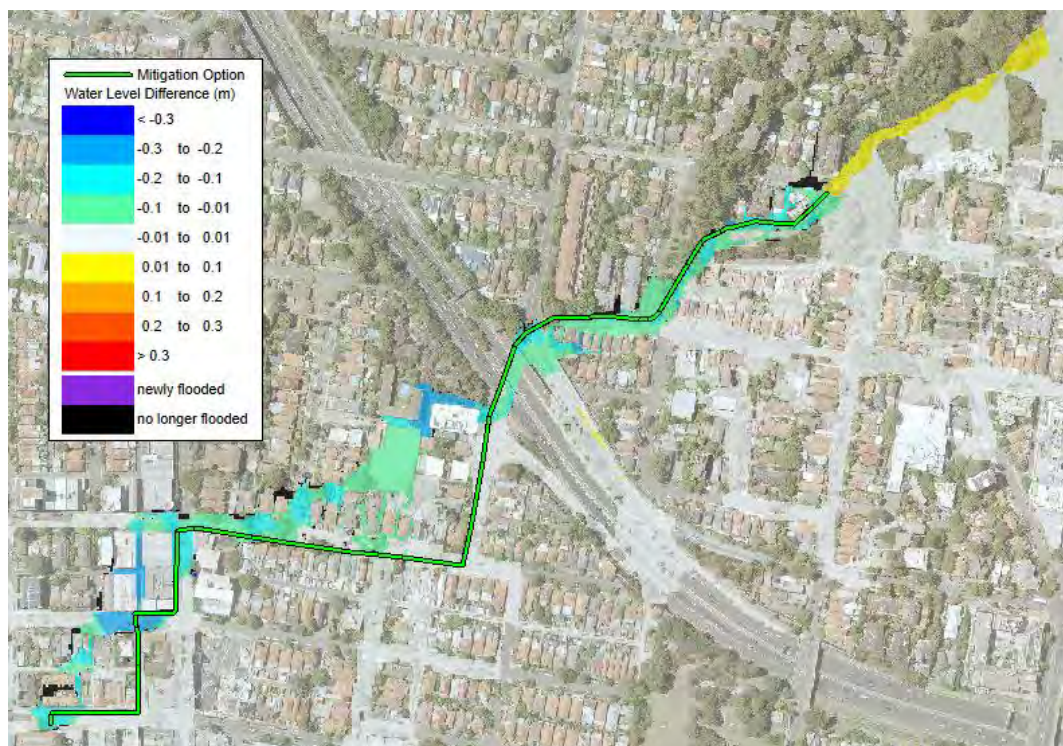 Mitigation Option
Water Level Difference (m)
< -0.3
-0.3 to -0.2
-0.2 to -0.1
-0.1 to -0.01
-0.01 to 0.01
0.01 to 0.1
0.1 to 0.2
0.2 to 0.3
> 0.3
newly flooded
no longer flooded